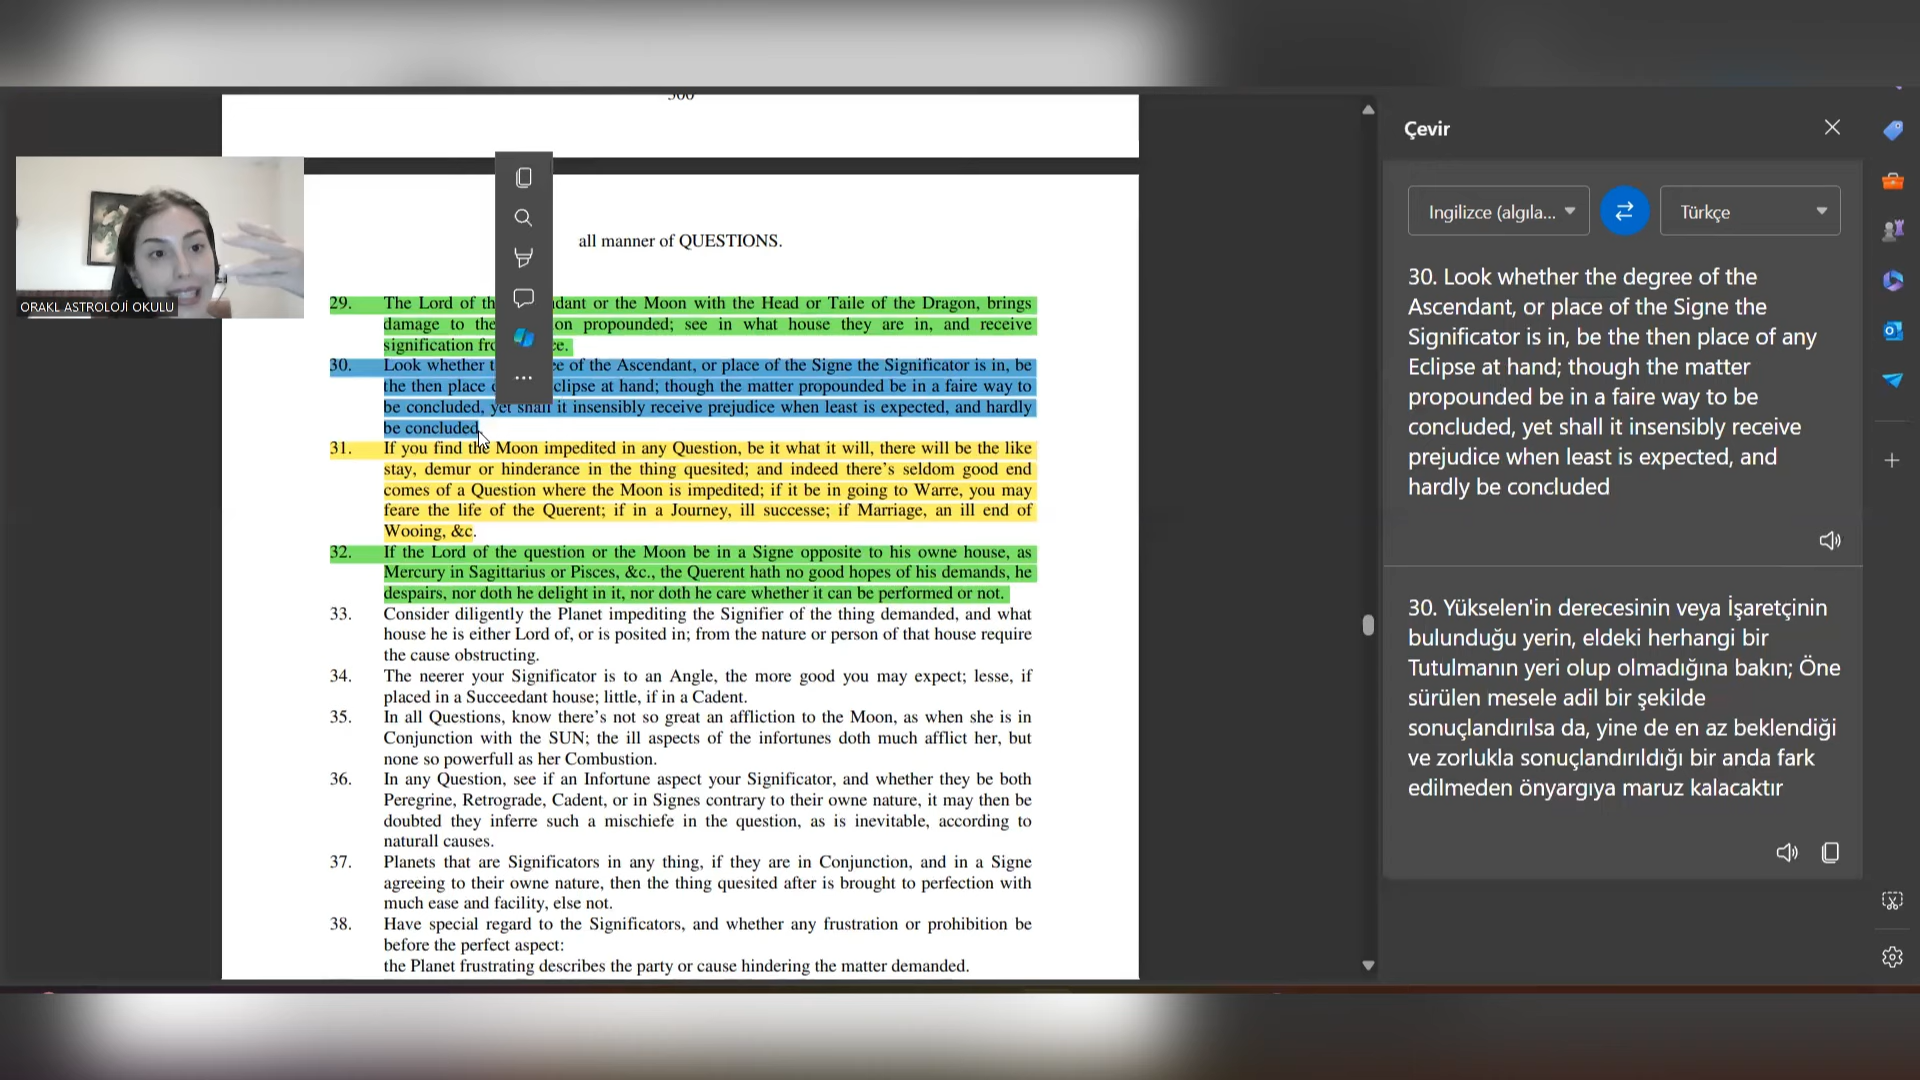 all manner of QUESTIONS.
ORAKL ASTROLOJİ OKULU
29. The Lord of th dant or the Moon with the Head or Taile of the Dragon, brings
damage to the on propounded; see in what house they are in, and receive
signification fro ce.
30. Look whether t ee of the Ascendant, or place of the Signe the Significator is in, be
the then place clipse at hand; though the matter propounded be in a faire way to
be concluded, yet shall it insensibly receive prejudice when least is expected, and hardly
be concluded
31. If you find the Moon impedited in any Question, be it what it will, there will be the like
stay, demur or hinderance in the thing quesited; and indeed there's seldom good end
comes of a Question where the Moon is impedited; if it be in going to Warre, you may
feare the life of the Querent; if in a Journey, ill successe; if Marriage, an ill end of
Wooing, &c.
32. If the Lord of the question or the Moon be in a Signe opposite to his owne house, as
Mercury in Sagittarius or Pisces, &c., the Querent hath no good hopes of his demands, he
despairs, nor doth he delight in it, nor doth he care whether it can be performed or not.
33. Consider diligently the Planet impediting the Signifier of the thing demanded, and what
house he is either Lord of, or is posited in; from the nature or person of that house require
the cause obstructing.
34. The neerer your Significator is to an Angle, the more good you may expect; lesse, if
placed in a Succeedant house; little, if in a Cadent.
35. In all Questions, know there's not so great an affliction to the Moon, as when she is in
Conjunction with the SUN; the ill aspects of the infortunes doth much afflict her, but
none so powerfull as her Combustion.
36. In any Question, see if an Infortune aspect your Significator, and whether they be both
Peregrine, Retrograde, Cadent, or in Signes contrary to their owne nature, it may then be
doubted they inferre such a mischiefe in the question, as is inevitable, according to
naturall causes.
37. Planets that are Significators in any thing, if they are in Conjunction, and in a Signe
agreeing to their owne nature, then the thing quesited after is brought to perfection with
much ease and facility, else not.
38. Have special regard to the Significators, and whether any frustration or prohibition be
before the perfect aspect:
the Planet frustrating describes the party or cause hindering the matter demanded.
Çevir
Ingilizce (algıla...
Türkçe
30. Look whether the degree of the
Ascendant, or place of the Signe the
Significator is in, be the then place of any
Eclipse at hand; though the matter
propounded be in a faire way to be
concluded, yet shall it insensibly receive
prejudice when least is expected, and
hardly be concluded
30. Yükselen'in derecesinin veya İşaretçinin
bulunduğu yerin, eldeki herhangi bir
Tutulmanın yeri olup olmadığına bakın; Öne
sürülen mesele adil bir şekilde
sonuçlandırılsa da, yine de en az beklendiği
ve zorlukla sonuçlandırıldığı bir anda fark
edilmeden önyargıya maruz kalacaktır